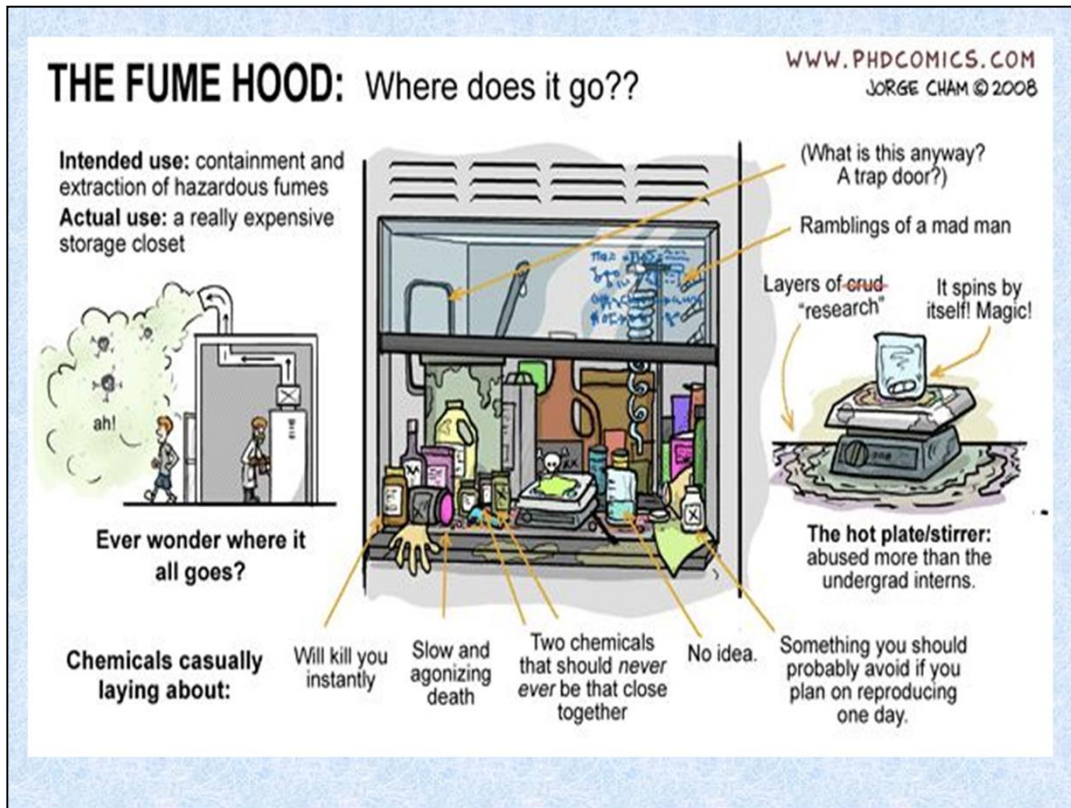 THE FUME HOOD: Where does it go??
WWW.PHDCOMICS.COM
JORGE CHAM © 2008
Intended use: containment and
extraction of hazardous fumes
Actual use: a really expensive
storage closet
(What is this anyway?
A trap door?)
Ramblings of a mad man
Layers of crud
"research"
It spins by
itself! Magic!
ah!
Ever wonder where it
all goes?
The hot plate/stirrer:
abused more than the
undergrad interns.
Chemicals casually
laying about:
Will kill you
instantly
Slow and
agonizing
death
Two chemicals
that should never
ever be that close
together
No idea.
Something you should
probably avoid if you
plan on reproducing
one day.